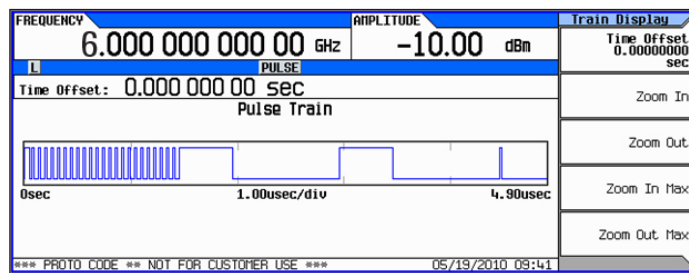 FREQUENCY
AMPLITUDE
6.000 000 000 00 GHz
-10.00 dBm
L
PULSE
Time Offset: 0.000 000 00 sec
Pulse Train
0sec
1.00usec/div
4.90usec
*** PROTO CODE ** NOT FOR CUSTOMER USE ***
05/19/2010 09:41
Train Display
Time Offset
0.00000000
sec
Zoom In
Zoom Out
Zoom In Max
Zoom Out Max